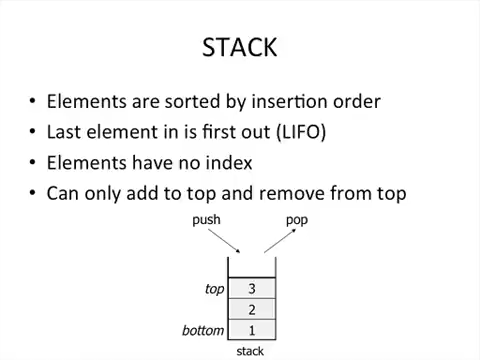 STACK
• Elements are sorted by insertion order
• Last element in is first out (LIFO)
• Elements have no index
• Can only add to top and remove from top
push pop
top 3
2
bottom 1
stack